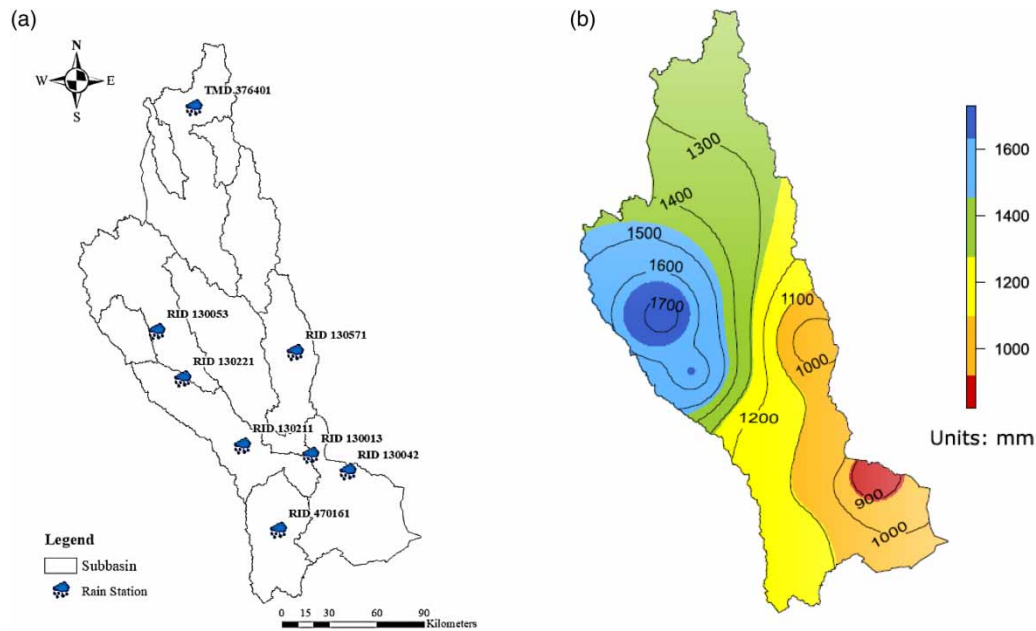 (a)
N
W E
S
TMD 376401
RID 130053
RID 130571
RID 130221
RID 130211
RID 130013
RID 130042
RID 470161
Legend
Subbasin
Rain Station
0 15 30 60 90
Kilometers
(b)
1300
1400
1500
1600
1700
1100
1000
1200
900
1000
1600
1400
1200
1000
Units: mm